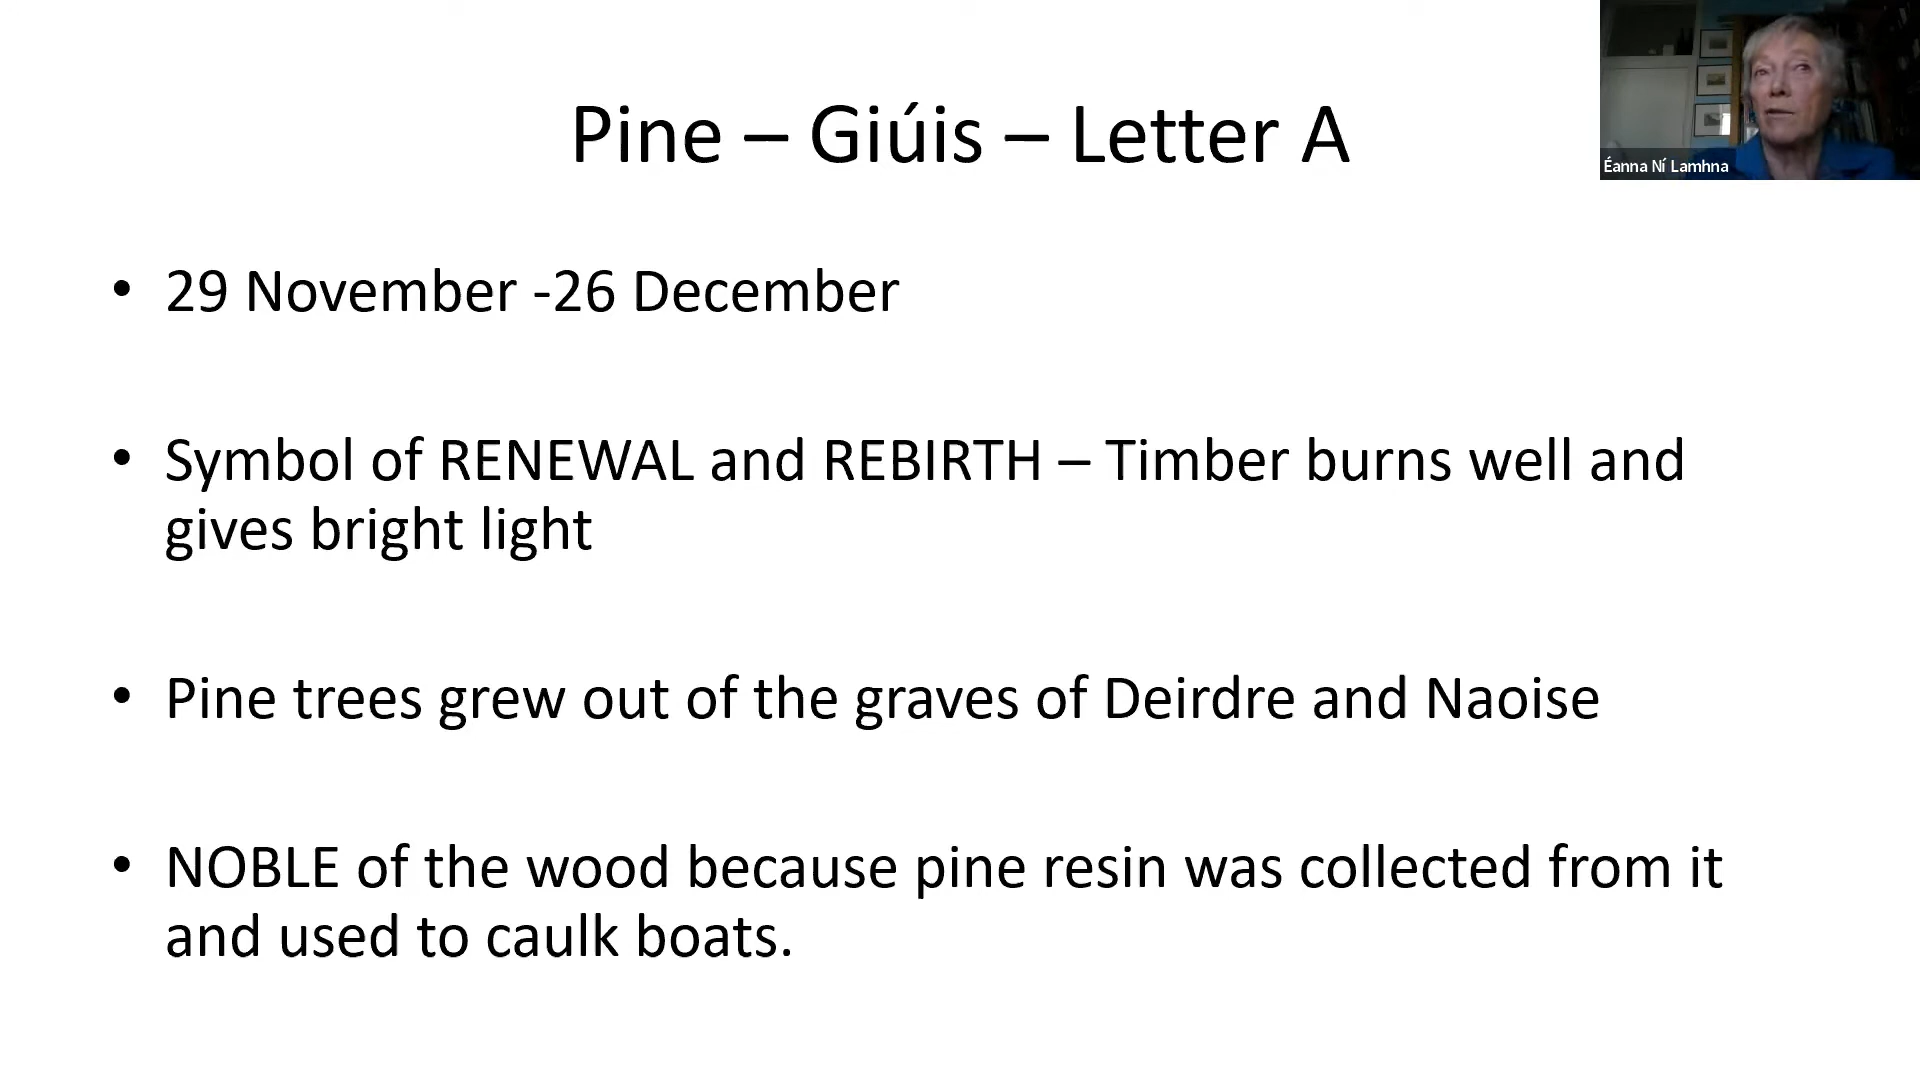 Pine – Giúis – Letter A
Éanna Ní Lamhna
• 29 November -26 December
• Symbol of RENEWAL and REBIRTH – Timber burns well and
gives bright light
• Pine trees grew out of the graves of Deirdre and Naoise
• NOBLE of the wood because pine resin was collected from it
and used to caulk boats.